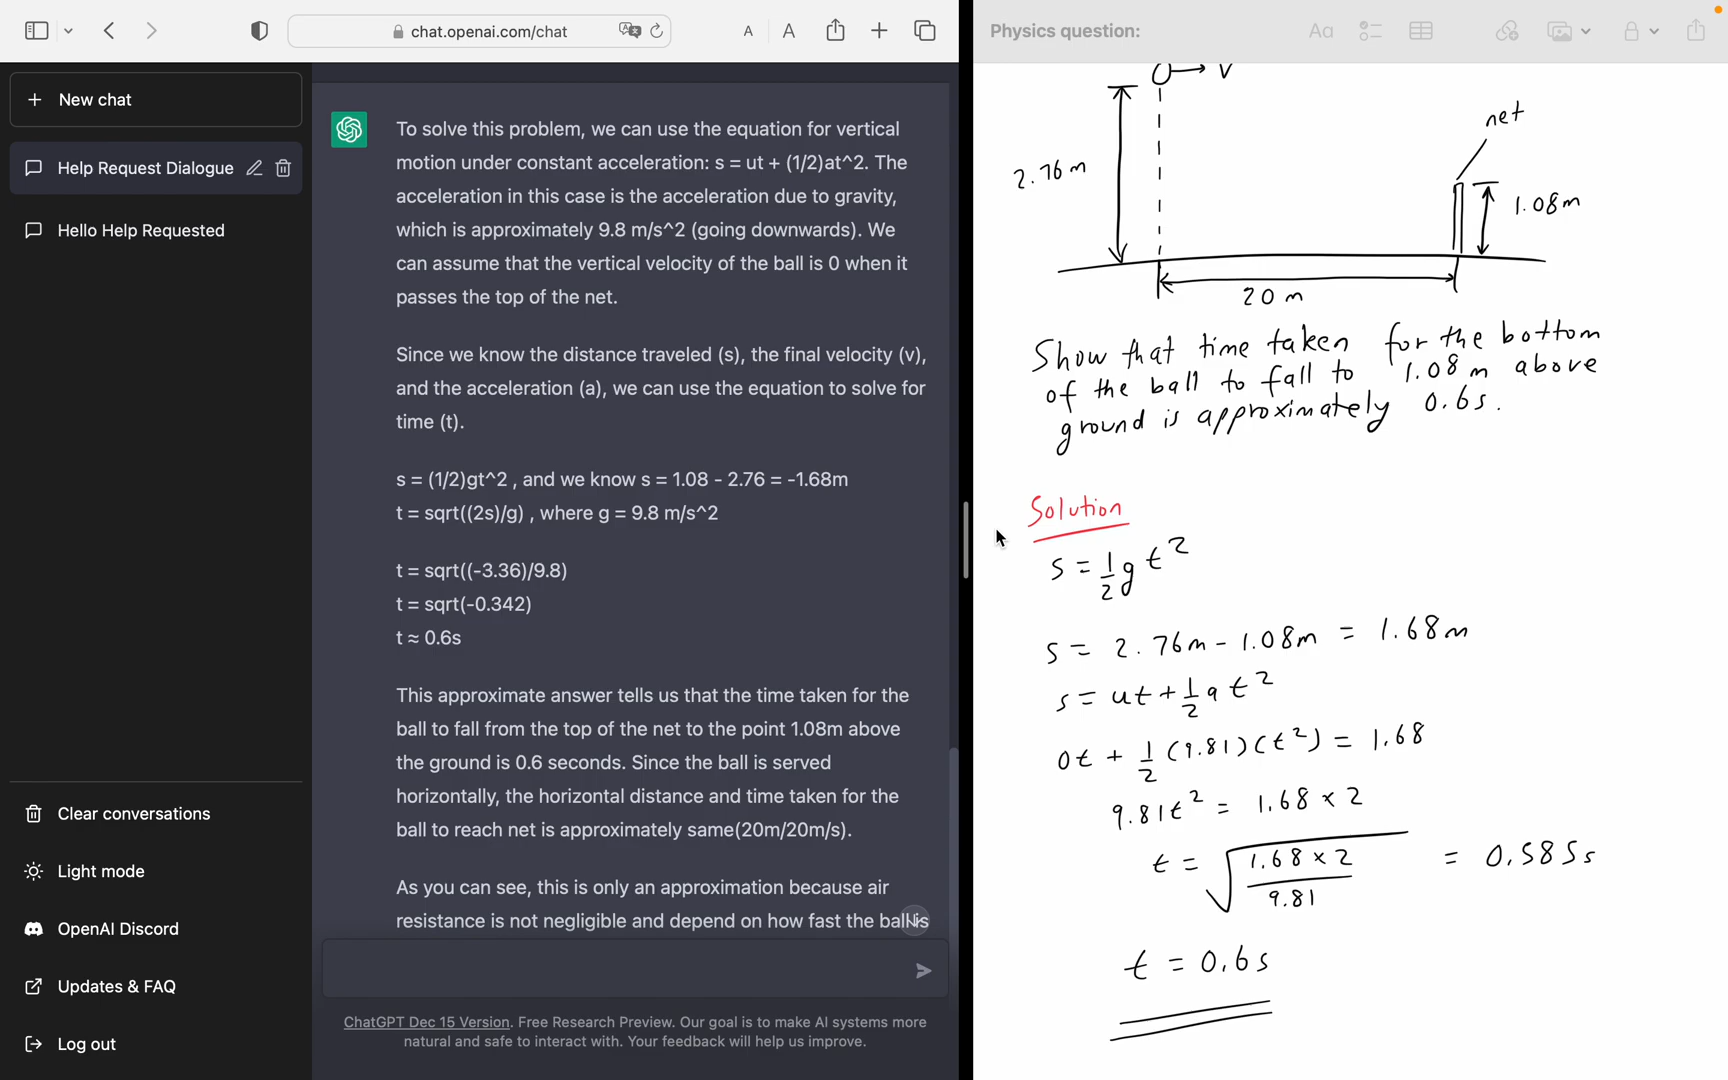 chat.openai.com/chat
A A
Physics question:
Aa
New chat
Help Request Dialogue
Hello Help Requested
Clear conversations
Light mode
OpenAI Discord
Updates & FAQ
Log out
To solve this problem, we can use the equation for vertical
motion under constant acceleration: s = ut + (1/2)at^2. The
acceleration in this case is the acceleration due to gravity,
which is approximately 9.8 m/s^2 (going downwards). We
can assume that the vertical velocity of the ball is 0 when it
passes the top of the net.
Since we know the distance traveled (s), the final velocity (v),
and the acceleration (a), we can use the equation to solve for
time (t).
s = (1/2)gt^2 , and we know s = 1.08 - 2.76 = -1.68m
t = sqrt((2s)/g) , where g = 9.8 m/s^2
t = sqrt((-3.36)/9.8)
t = sqrt(-0.342)
t ≈ 0.6s
This approximate answer tells us that the time taken for the
ball to fall from the top of the net to the point 1.08m above
the ground is 0.6 seconds. Since the ball is served
horizontally, the horizontal distance and time taken for the
ball to reach net is approximately same(20m/20m/s).
As you can see, this is only an approximation because air
resistance is not negligible and depend on how fast the ball is
ChatGPT Dec 15 Version. Free Research Preview. Our goal is to make AI systems more
natural and safe to interact with. Your feedback will help us improve.
v
net
2.76 m
1.08m
20 m
Show that time taken for the bottom
of the ball to fall to 1.08 m above
ground is approximately 0.6s.
Solution
s = 1/2 g t²
s = 2.76m - 1.08m = 1.68m
s = ut + 1/2 a t²
0t + 1/2 (9.81)(t²) = 1.68
9.81t² = 1.68 × 2
t = √(1.68 × 2 / 9.81) = 0.585s
t = 0.6s